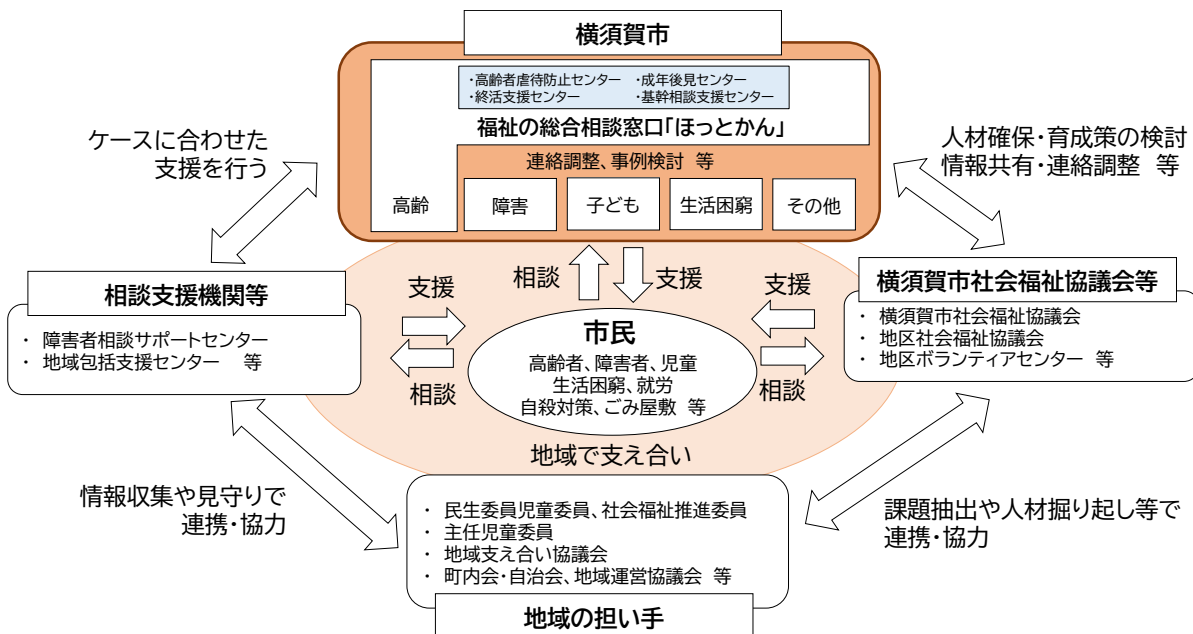 横須賀市
・高齢者虐待防止センター ・成年後見センター
・終活支援センター ・基幹相談支援センター
福祉の総合相談窓口「ほっとかん」
連絡調整、事例検討 等
高齢
障害
子ども
生活困窮
その他
ケースに合わせた
支援を行う
人材確保・育成策の検討
情報共有・連絡調整 等
相談
支援
相談支援機関等
・ 障害者相談サポートセンター
・ 地域包括支援センター 等
支援
相談
市民
高齢者、障害者、児童
生活困窮、就労
自殺対策、ごみ屋敷 等
支援
相談
横須賀市社会福祉協議会等
・ 横須賀市社会福祉協議会
・ 地区社会福祉協議会
・ 地区ボランティアセンター 等
地域で支え合い
情報収集や見守りで
連携・協力
課題抽出や人材掘り起し等で
連携・協力
・ 民生委員児童委員、社会福祉推進委員
・ 主任児童委員
・ 地域支え合い協議会
・ 町内会・自治会、地域運営協議会 等
地域の担い手